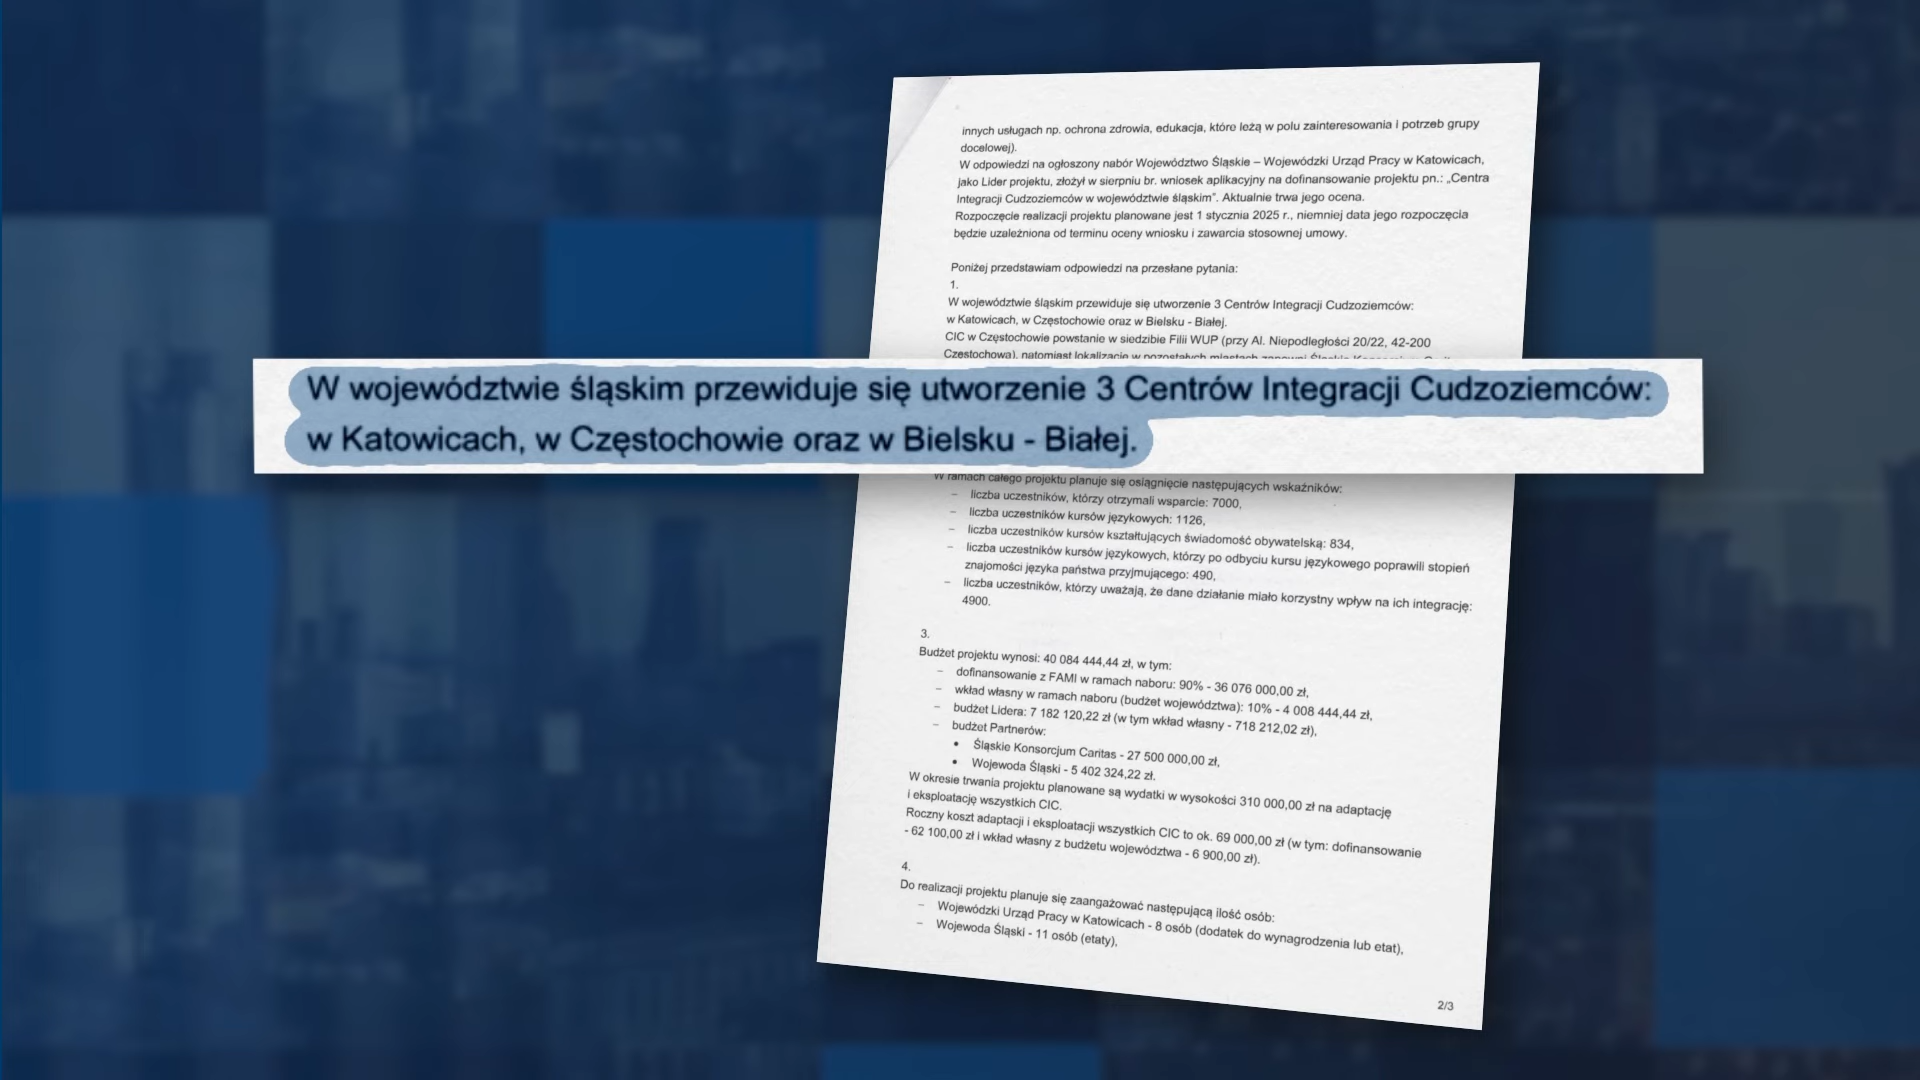 innych usługach np. ochrona zdrowia, edukacja, które leżą w polu zainteresowania i potrzeb grupy
docelowej).
W odpowiedzi na ogłoszony nabór Województwo Śląskie – Wojewódzki Urząd Pracy w Katowicach,
jako Lider projektu, złożył w sierpniu br. wniosek aplikacyjny na dofinansowanie projektu pn.: „Centra
Integracji Cudzoziemców w województwie śląskim”. Aktualnie trwa jego ocena.
Rozpoczęcie realizacji projektu planowane jest 1 stycznia 2025 r., niemniej data jego rozpoczęcia
będzie uzależniona od terminu oceny wniosku i zawarcia stosownej umowy.
Poniżej przedstawiam odpowiedzi na przesłane pytania:
1.
W województwie śląskim przewiduje się utworzenie 3 Centrów Integracji Cudzoziemców:
w Katowicach, w Częstochowie oraz w Bielsku - Białej.
CIC w Częstochowie powstanie w siedzibie Filii WUP (przy Al. Niepodległości 20/22, 42-200
Częstochowa), natomiast lokalizacje w pozostałych miastach zapewni Śląskie
W województwie śląskim przewiduje się utworzenie 3 Centrów Integracji Cudzoziemców:
w Katowicach, w Częstochowie oraz w Bielsku - Białej.
W ramach całego projektu planuje się osiągnięcie następujących wskaźników:
– liczba uczestników, którzy otrzymali wsparcie: 7000,
– liczba uczestników kursów językowych: 1126,
– liczba uczestników kursów kształtujących świadomość obywatelską: 834,
– liczba uczestników kursów językowych, którzy po odbyciu kursu językowego poprawili stopień
znajomości języka państwa przyjmującego: 490,
– liczba uczestników, którzy uważają, że dane działanie miało korzystny wpływ na ich integrację:
4900.
3.
Budżet projektu wynosi: 40 084 444,44 zł, w tym:
– dofinansowanie z FAMI w ramach naboru: 90% - 36 076 000,00 zł,
– wkład własny w ramach naboru (budżet województwa): 10% - 4 008 444,44 zł,
– budżet Lidera: 7 182 120,22 zł (w tym wkład własny - 718 212,02 zł),
– budżet Partnerów:
• Śląskie Konsorcjum Caritas - 27 500 000,00 zł,
• Wojewoda Śląski - 5 402 324,22 zł.
W okresie trwania projektu planowane są wydatki w wysokości 310 000,00 zł na adaptację
i eksploatację wszystkich CIC.
Roczny koszt adaptacji i eksploatacji wszystkich CIC to ok. 69 000,00 zł (w tym: dofinansowanie
- 62 100,00 zł i wkład własny z budżetu województwa - 6 900,00 zł).
4.
Do realizacji projektu planuje się zaangażować następującą ilość osób:
– Wojewódzki Urząd Pracy w Katowicach - 8 osób (dodatek do wynagrodzenia lub etat),
– Wojewoda Śląski - 11 osób (etaty),
2/3